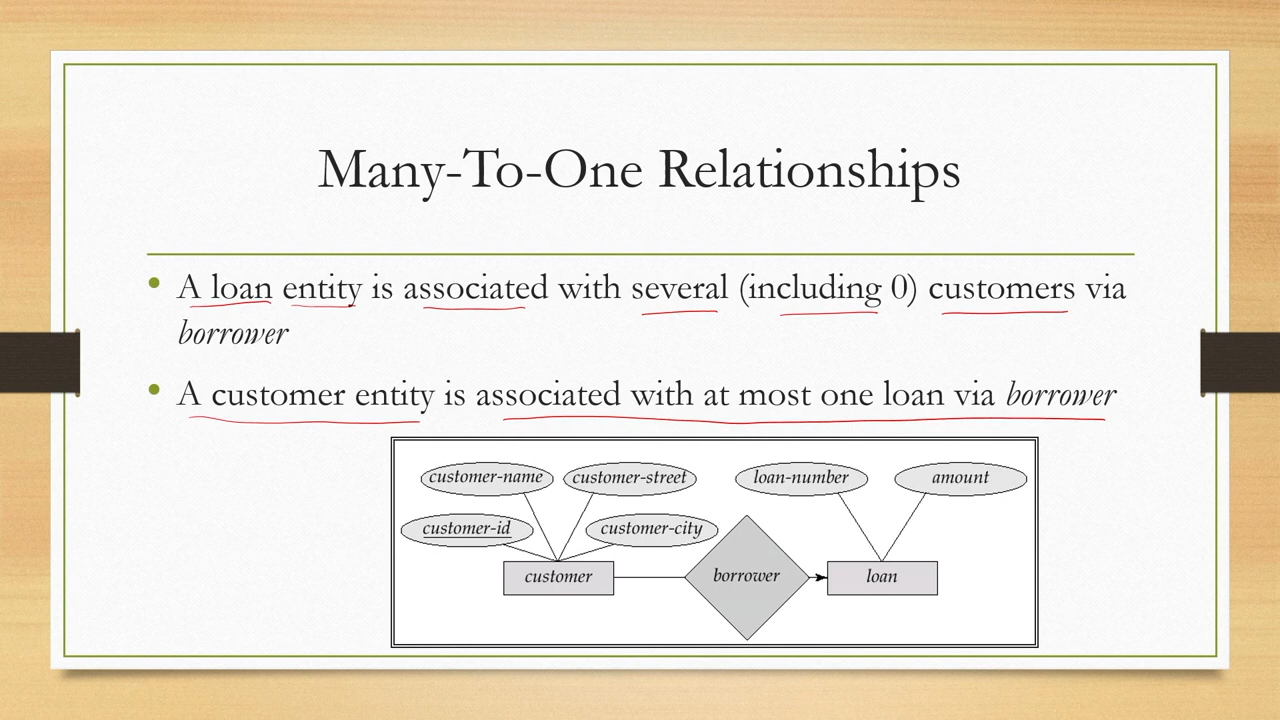 Many-To-One Relationships
• A loan entity is associated with several (including 0) customers via
borrower
• A customer entity is associated with at most one loan via borrower
customer-name customer-street loan-number amount
customer-id customer-city
customer borrower loan